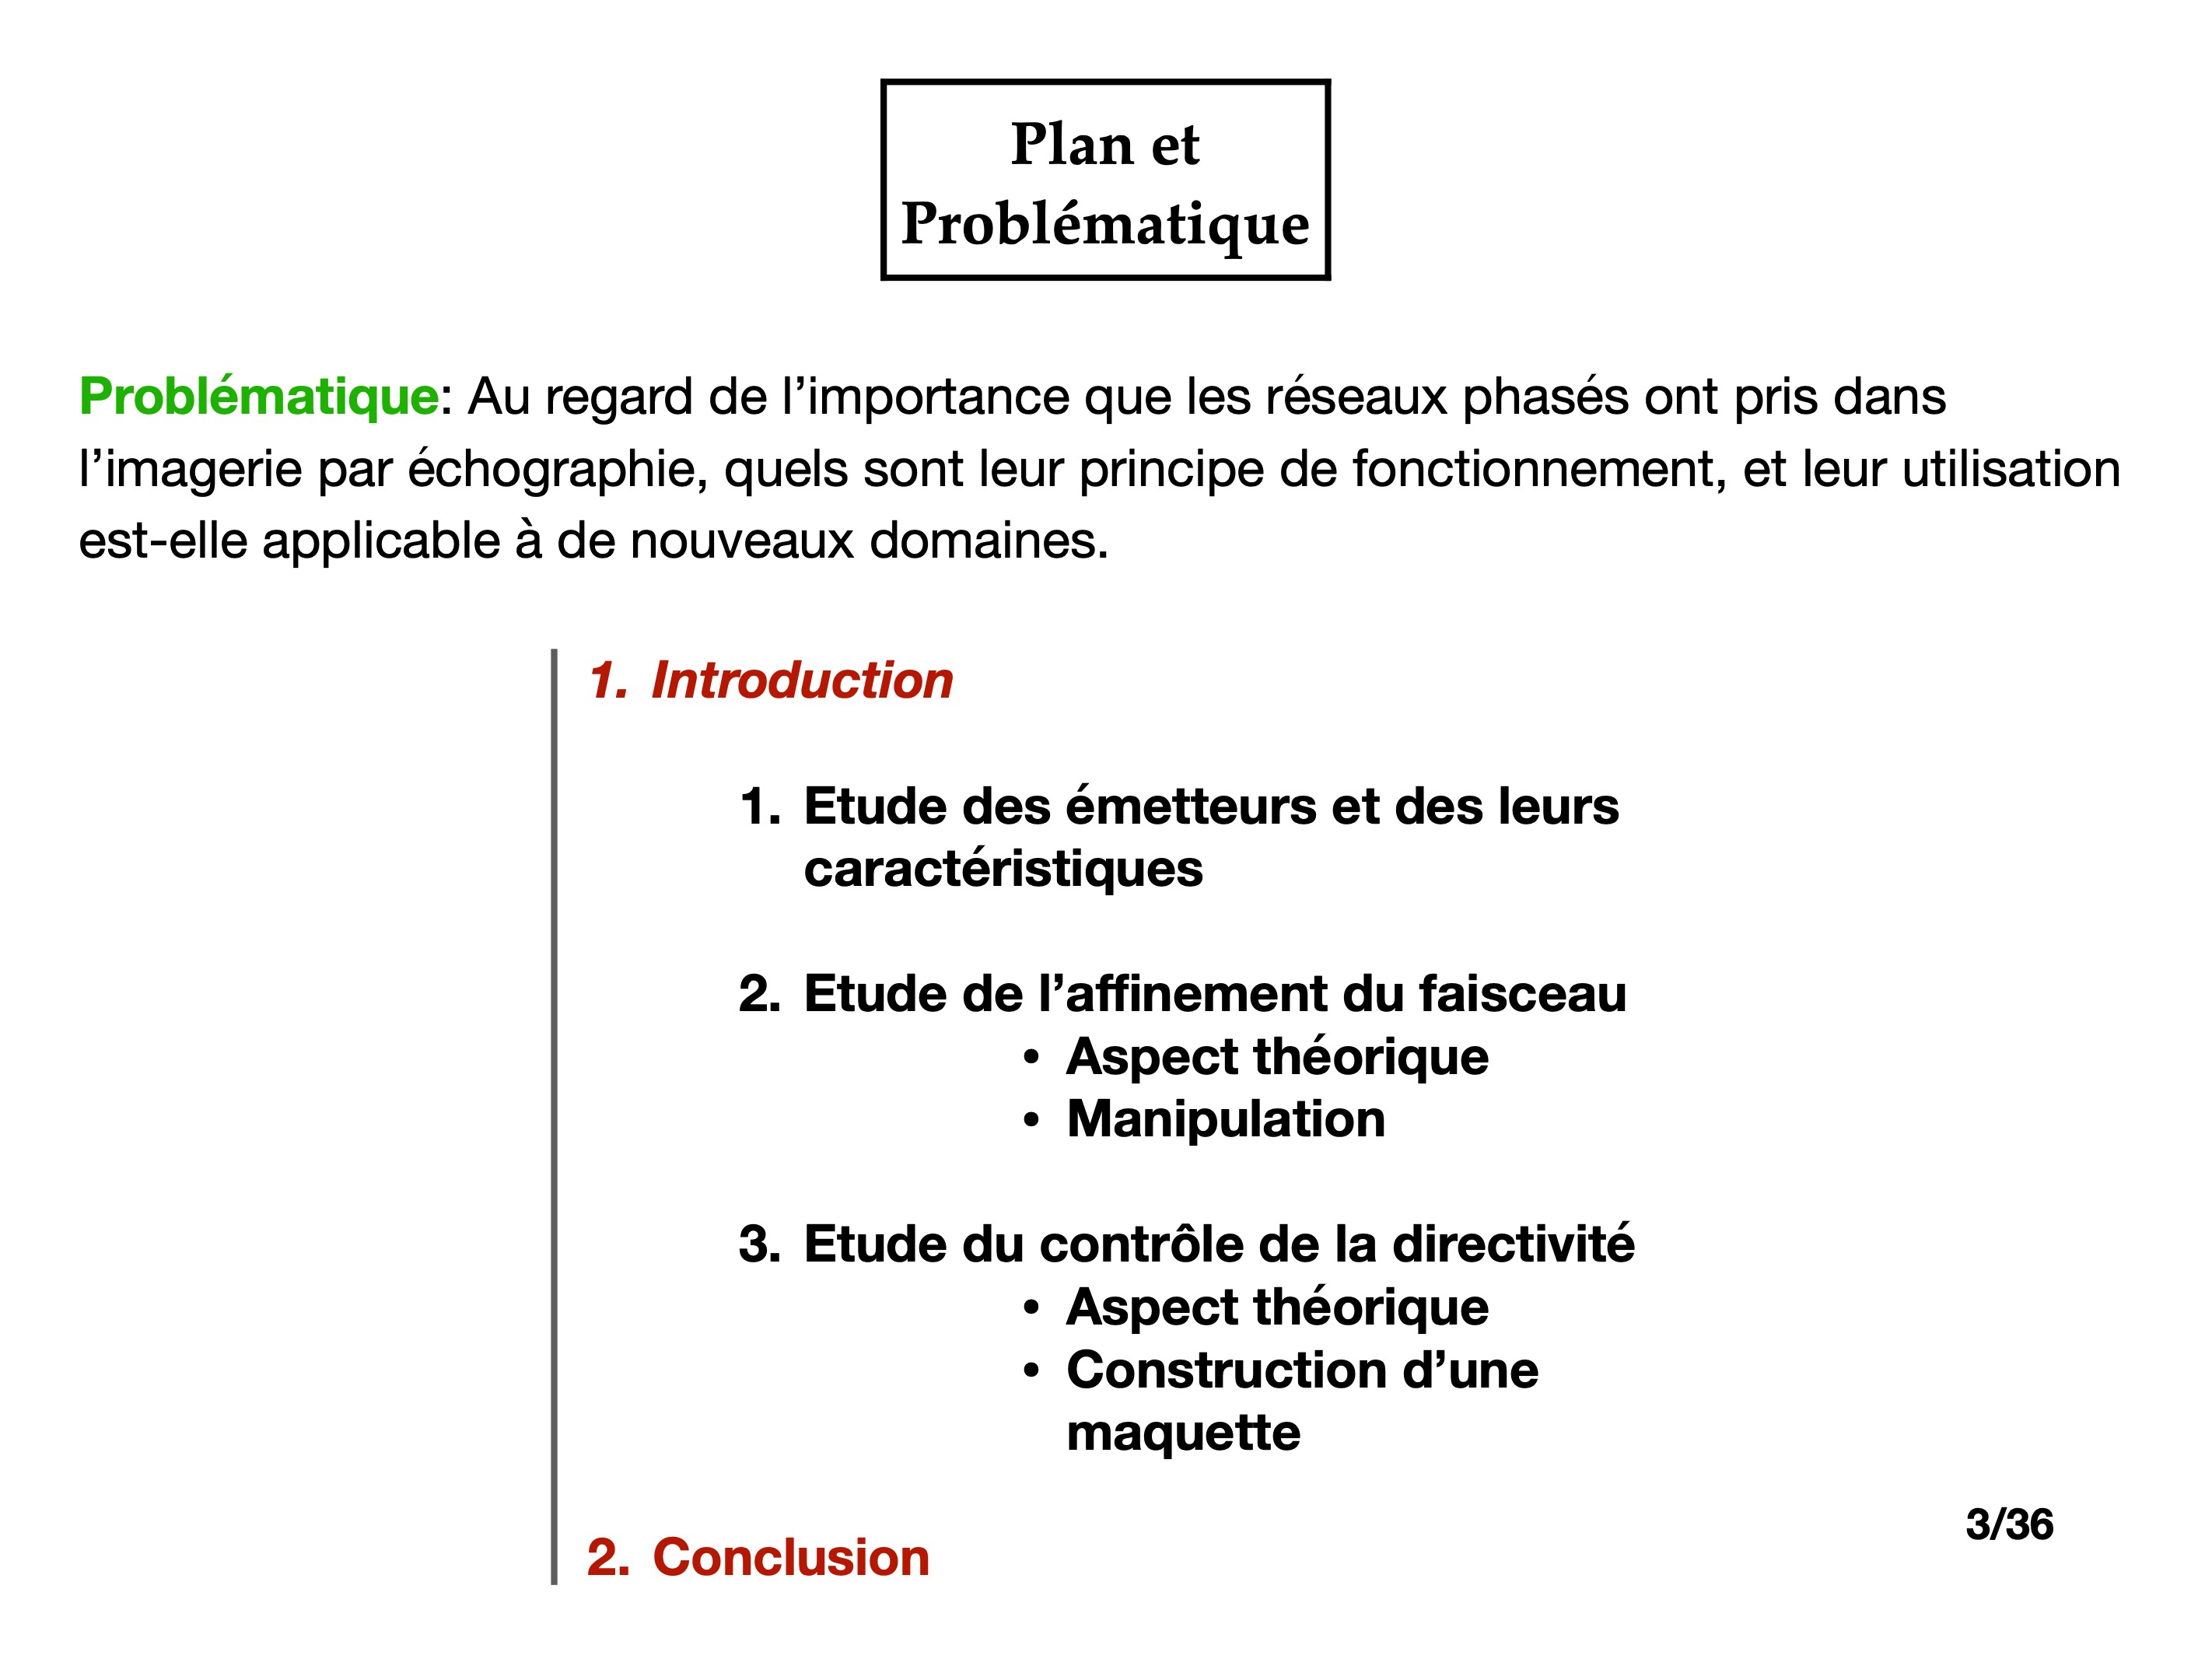 Plan et
Problématique
Problématique: Au regard de l’importance que les réseaux phasés ont pris dans
l’imagerie par échographie, quels sont leur principe de fonctionnement, et leur utilisation
est-elle applicable à de nouveaux domaines.
1. Introduction
1. Etude des émetteurs et des leurs
caractéristiques
2. Etude de l’affinement du faisceau
• Aspect théorique
• Manipulation
3. Etude du contrôle de la directivité
• Aspect théorique
• Construction d’une
maquette
3/36
2. Conclusion